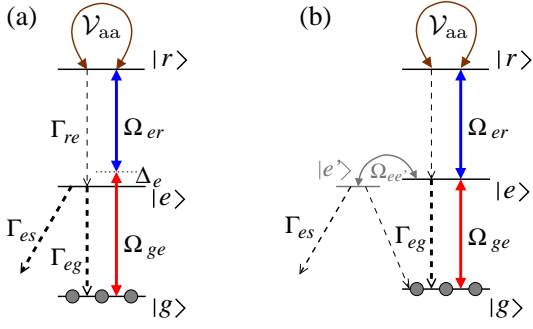 (a)
𝒱aa
|r>
Γre
Ωer
Δe
|e>
Γes
Γeg
Ωge
|g>
(b)
𝒱aa
|r>
Ωer
|e'>
Ωee'
|e>
Γes
Γeg
Ωge
|g>